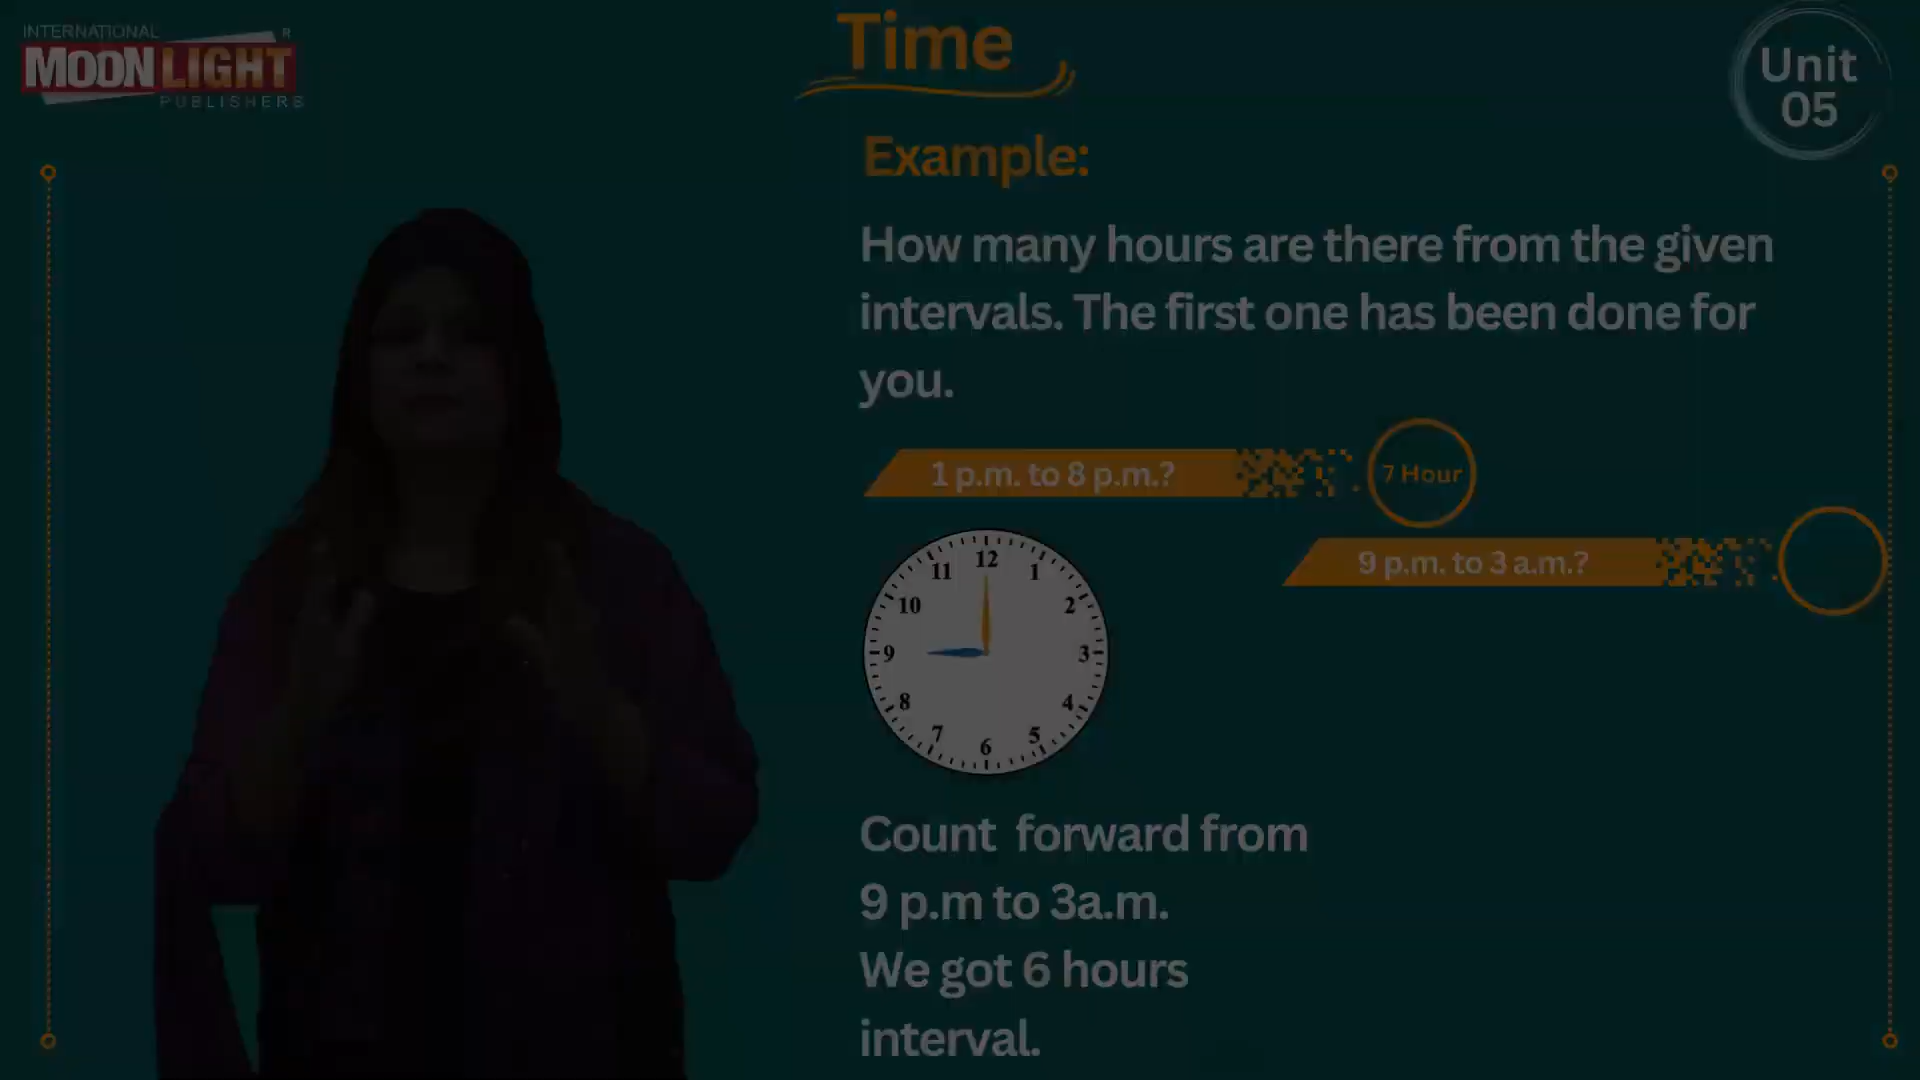 INTERNATIONAL R
MOONLIGHT
PUBLISHERS
Time
Unit
05
Example:
How many hours are there from the given
intervals. The first one has been done for
you.
1 p.m. to 8 p.m.?
7 Hour
9 p.m. to 3 a.m.?
12
11
1
10
2
9
3
8
4
7
5
6
Count forward from
9 p.m to 3a.m.
We got 6 hours
interval.